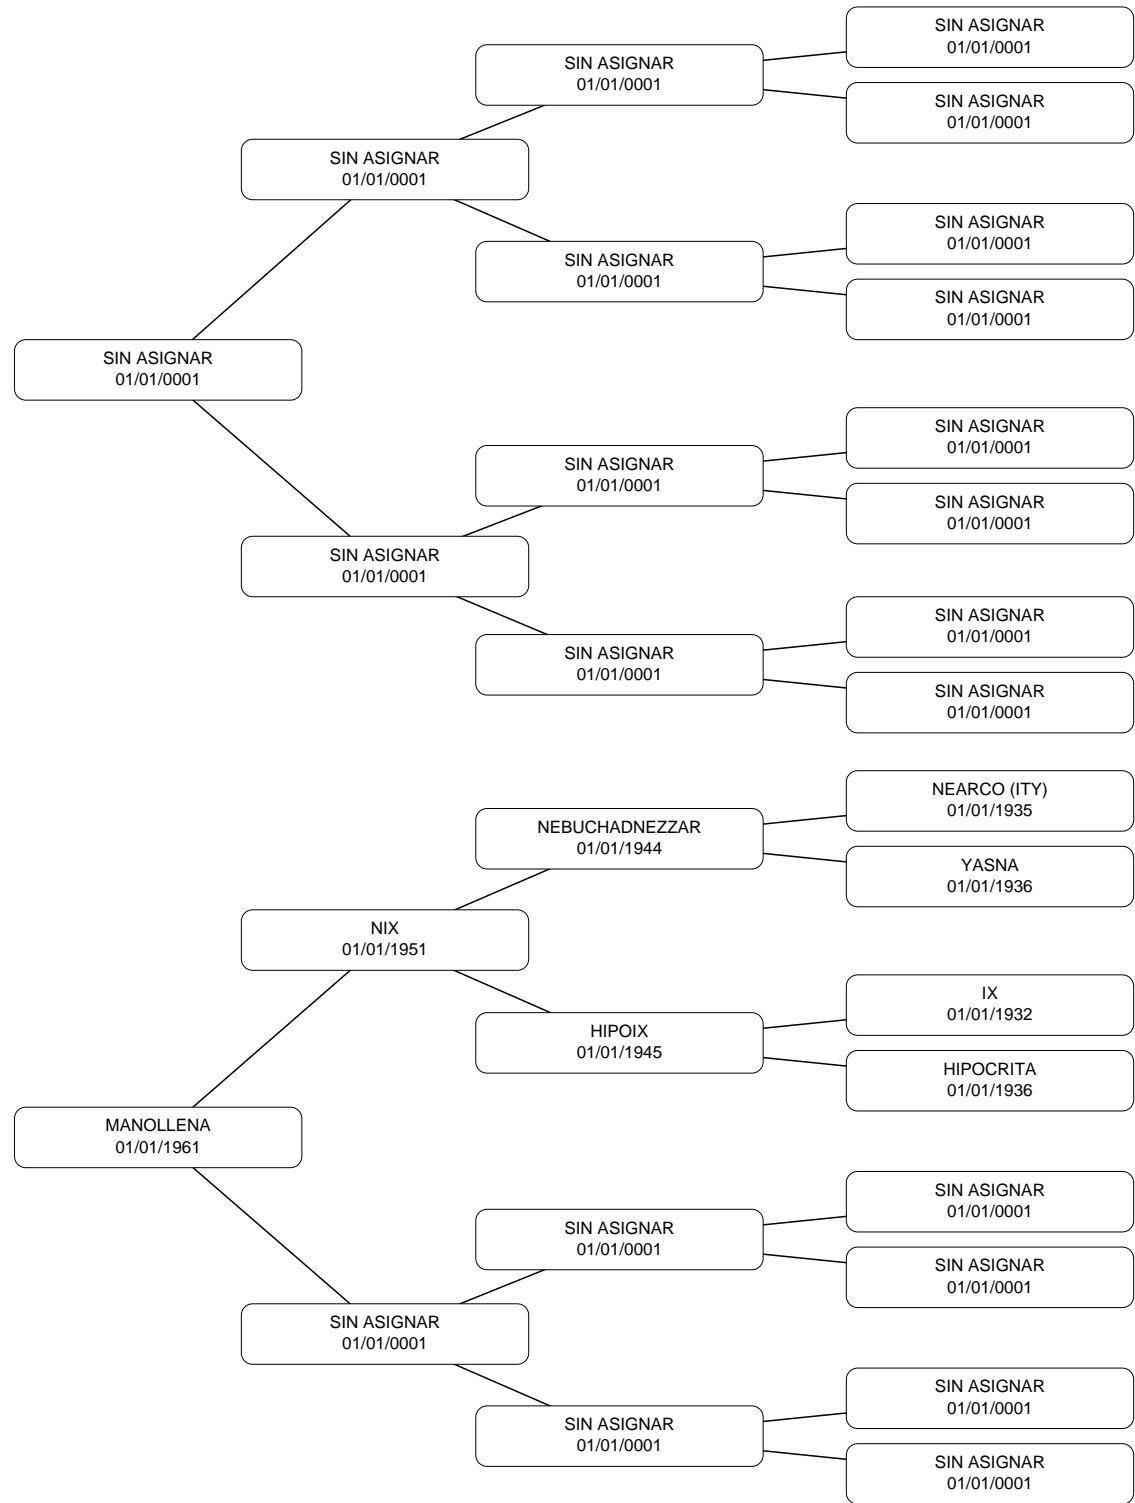 SIN ASIGNAR
01/01/0001
SIN ASIGNAR
01/01/0001
SIN ASIGNAR
01/01/0001
SIN ASIGNAR
01/01/0001
SIN ASIGNAR
01/01/0001
SIN ASIGNAR
01/01/0001
SIN ASIGNAR
01/01/0001
SIN ASIGNAR
01/01/0001
SIN ASIGNAR
01/01/0001
SIN ASIGNAR
01/01/0001
SIN ASIGNAR
01/01/0001
SIN ASIGNAR
01/01/0001
SIN ASIGNAR
01/01/0001
SIN ASIGNAR
01/01/0001
SIN ASIGNAR
01/01/0001
NEARCO (ITY)
01/01/1935
NEBUCHADNEZZAR
01/01/1944
YASNA
01/01/1936
NIX
01/01/1951
IX
01/01/1932
HIPOIX
01/01/1945
HIPOCRITA
01/01/1936
MANOLLENA
01/01/1961
SIN ASIGNAR
01/01/0001
SIN ASIGNAR
01/01/0001
SIN ASIGNAR
01/01/0001
SIN ASIGNAR
01/01/0001
SIN ASIGNAR
01/01/0001
SIN ASIGNAR
01/01/0001
SIN ASIGNAR
01/01/0001